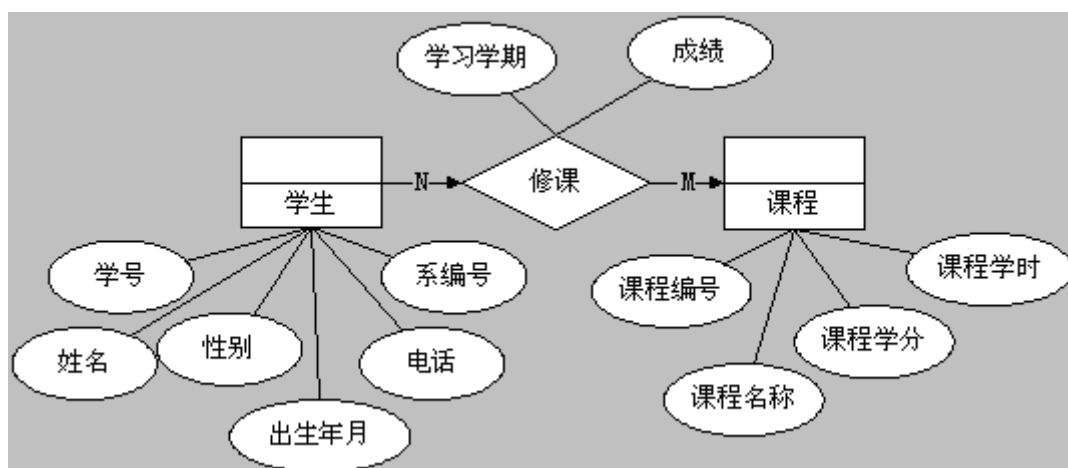 学习学期
成绩
学生
N
修课
M
课程
学号
系编号
课程编号
课程学时
姓名
性别
电话
课程学分
出生年月
课程名称